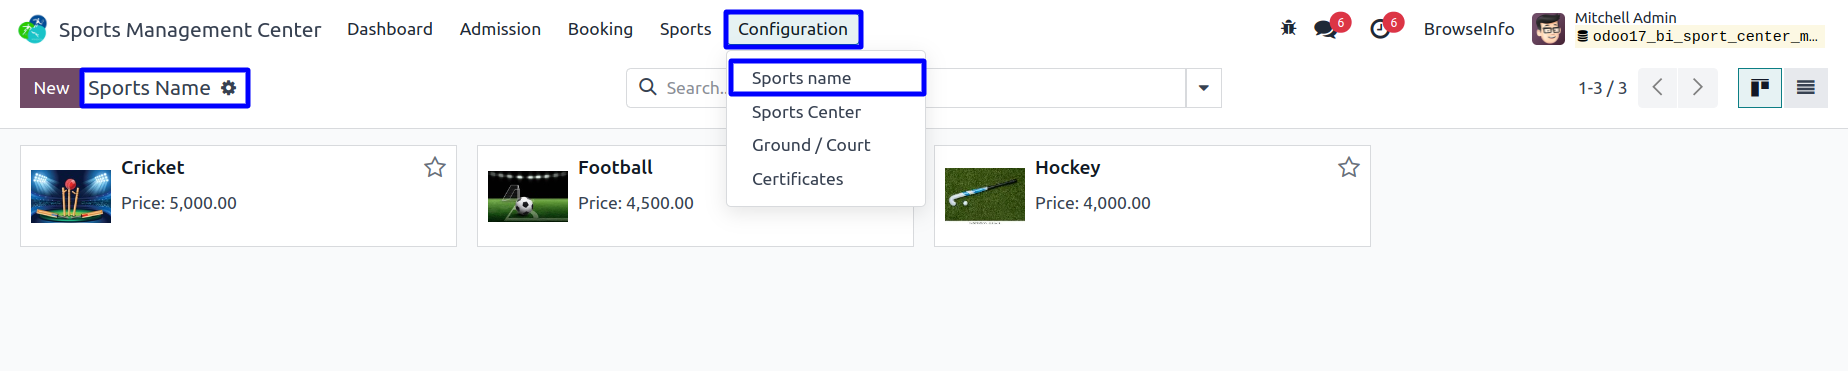 Sports Management Center Dashboard Admission Booking Sports Configuration 6 6 BrowseInfo Mitchell Admin
odoo17_bi_sport_center_m...
New Sports Name Search... 1-3 / 3
Sports name
Sports Center
Ground / Court
Certificates
Cricket
Price: 5,000.00
Football
Price: 4,500.00
Hockey
Price: 4,000.00